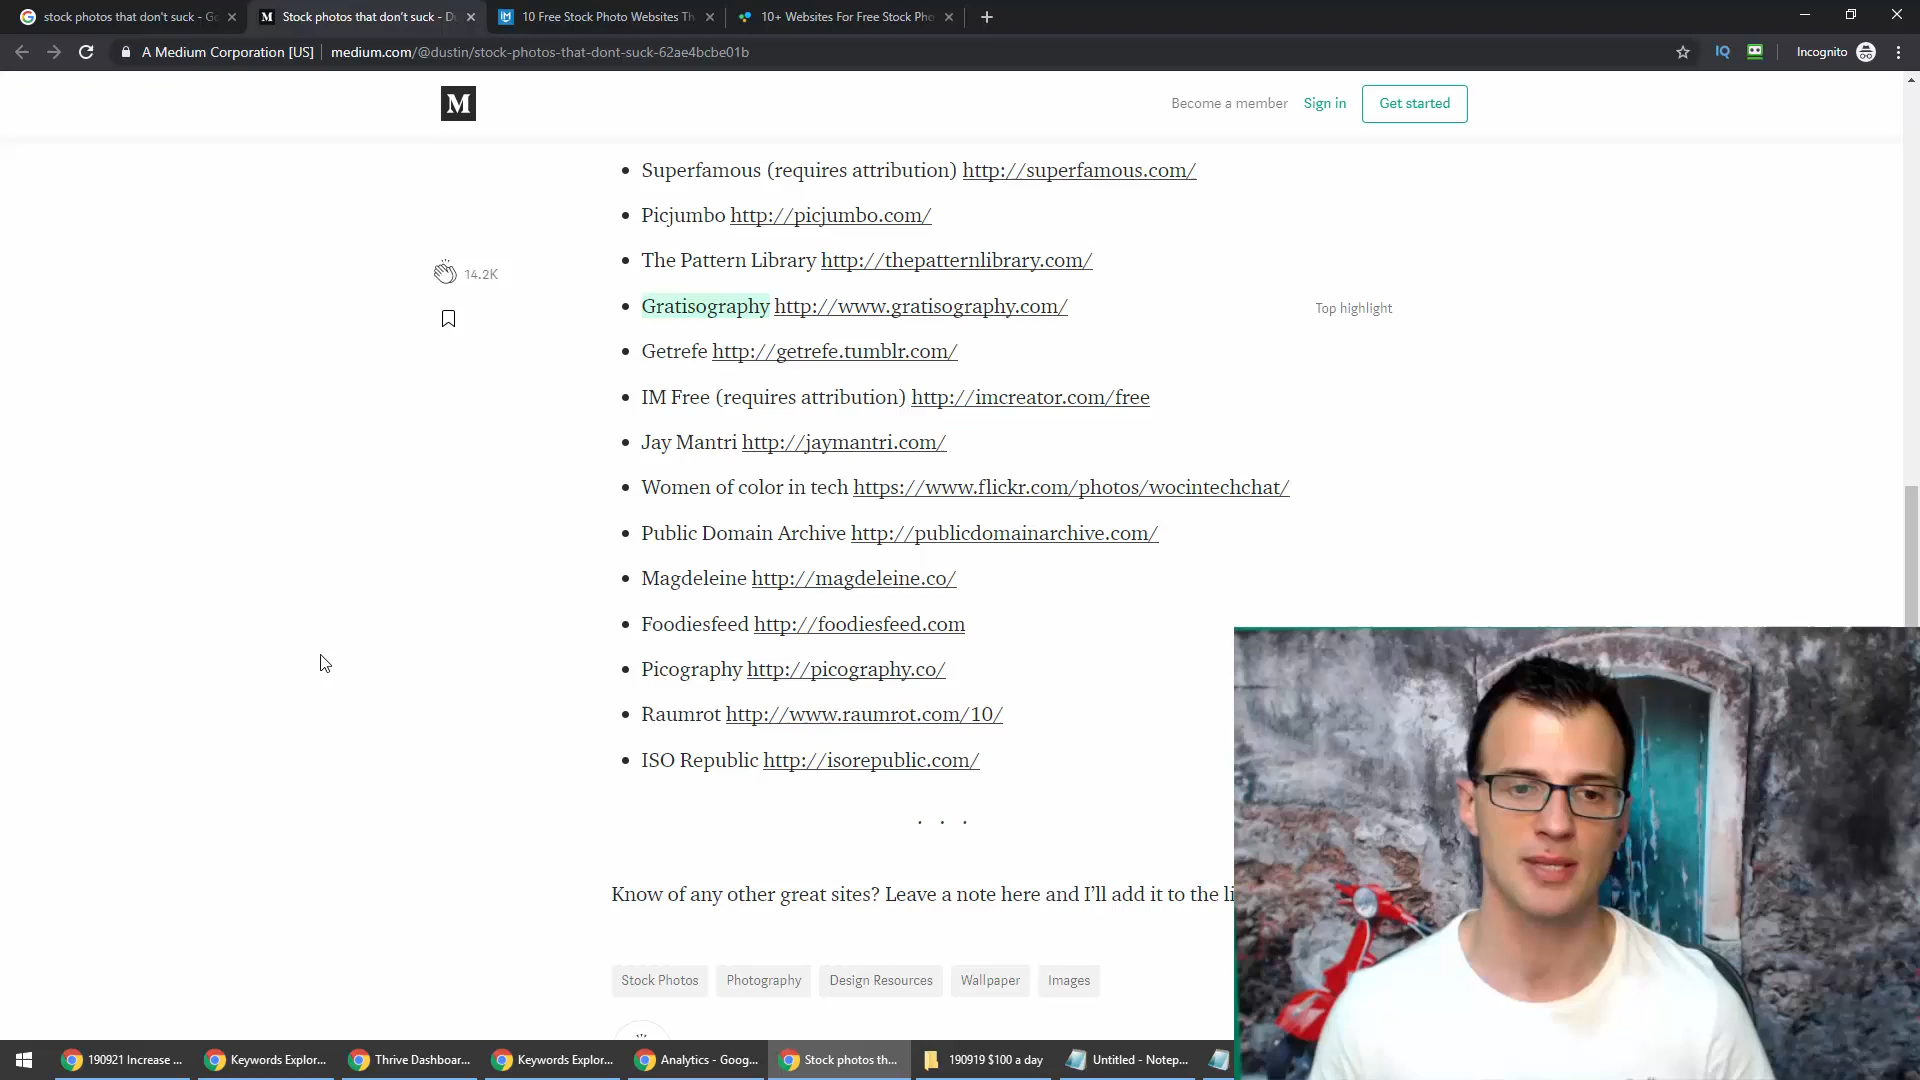 stock photos that don't suck - Go
Stock photos that don't suck - Du
10 Free Stock Photo Websites Th
10+ Websites For Free Stock Pho
A Medium Corporation [US]
medium.com/@dustin/stock-photos-that-dont-suck-62ae4bcbe01b
IQ
Incognito
M
Become a member
Sign in
Get started
Superfamous (requires attribution) http://superfamous.com/
Picjumbo http://picjumbo.com/
The Pattern Library http://thepatternlibrary.com/
14.2K
Gratisography http://www.gratisography.com/
Top highlight
Getrefe http://getrefe.tumblr.com/
IM Free (requires attribution) http://imcreator.com/free
Jay Mantri http://jaymantri.com/
Women of color in tech https://www.flickr.com/photos/wocintechchat/
Public Domain Archive http://publicdomainarchive.com/
Magdeleine http://magdeleine.co/
Foodiesfeed http://foodiesfeed.com
Picography http://picography.co/
Raumrot http://www.raumrot.com/10/
ISO Republic http://isorepublic.com/
. . .
Know of any other great sites? Leave a note here and I'll add it to the li
Stock Photos
Photography
Design Resources
Wallpaper
Images
190921 Increase ...
Keywords Explor...
Thrive Dashboar...
Keywords Explor...
Analytics - Goog...
Stock photos th...
190919 $100 a day
Untitled - Notep...